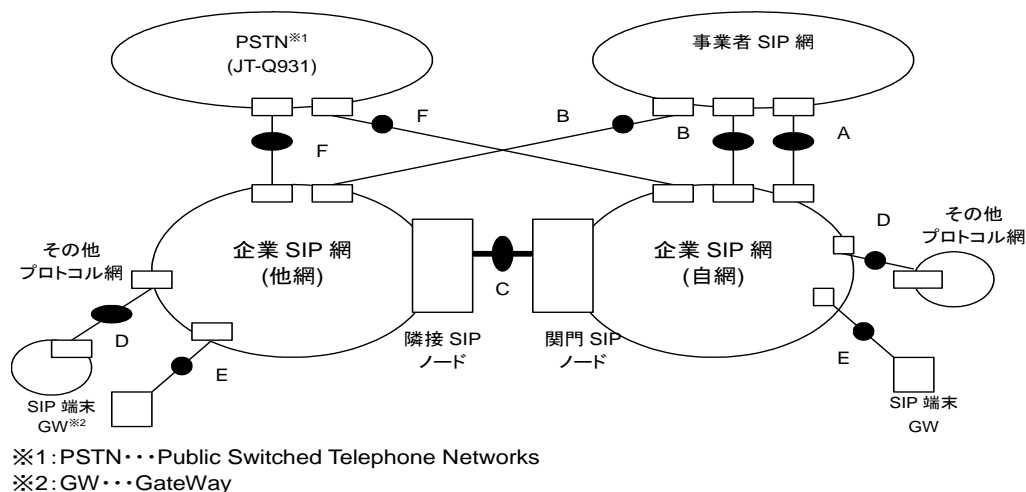 PSTN※1
(JT-Q931)
事業者 SIP 網
F
B
B
A
F
その他
プロトコル網
企業 SIP 網
(他網)
企業 SIP 網
(自網)
D
その他
プロトコル網
C
D
E
隣接 SIP
ノード
関門 SIP
ノード
E
SIP 端末
GW※2
SIP 端末
GW
※1:PSTN・・・Public Switched Telephone Networks
※2:GW・・・GateWay